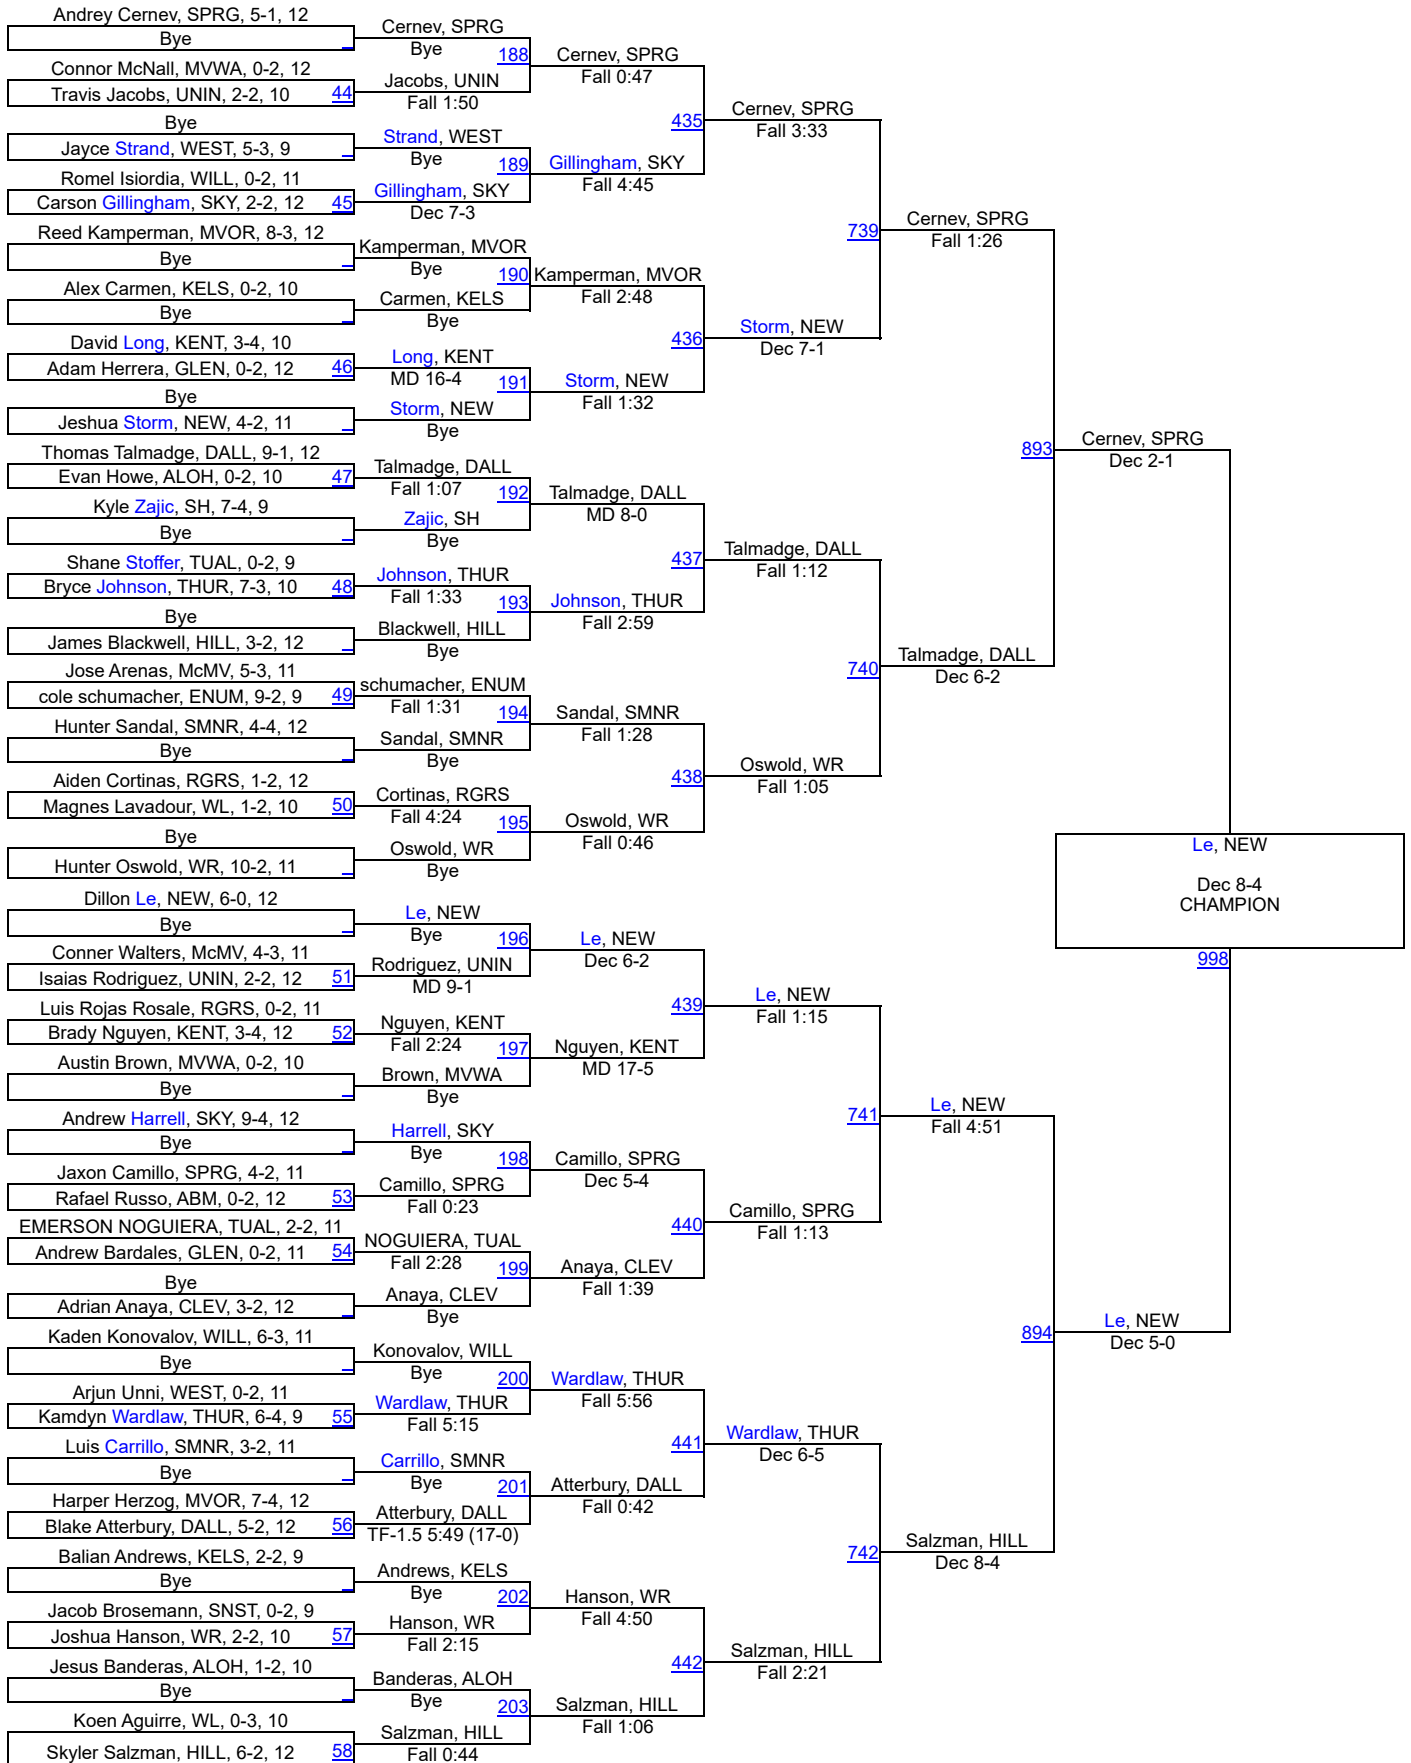 Andrey Cernev, SPRG, 5-1, 12
Bye
Cernev, SPRG
Bye
188
Connor McNall, MVWA, 0-2, 12
Travis Jacobs, UNIN, 2-2, 10
44
Jacobs, UNIN
Fall 1:50
Cernev, SPRG
Fall 0:47
435
Bye
Jayce Strand, WEST, 5-3, 9
Strand, WEST
Bye
189
Romel Isiordia, WILL, 0-2, 11
Carson Gillingham, SKY, 2-2, 12
45
Gillingham, SKY
Dec 7-3
Gillingham, SKY
Fall 4:45
Cernev, SPRG
Fall 3:33
739
Reed Kamperman, MVOR, 8-3, 12
Bye
Kamperman, MVOR
Bye
190
Alex Carmen, KELS, 0-2, 10
Bye
Carmen, KELS
Bye
Kamperman, MVOR
Fall 2:48
436
David Long, KENT, 3-4, 10
Adam Herrera, GLEN, 0-2, 12
46
Long, KENT
MD 16-4
191
Bye
Jeshua Storm, NEW, 4-2, 11
Storm, NEW
Bye
Storm, NEW
Fall 1:32
Storm, NEW
Dec 7-1
Cernev, SPRG
Fall 1:26
893
Thomas Talmadge, DALL, 9-1, 12
Evan Howe, ALOH, 0-2, 10
47
Talmadge, DALL
Fall 1:07
192
Kyle Zajic, SH, 7-4, 9
Bye
Zajic, SH
Bye
Talmadge, DALL
MD 8-0
437
Shane Stoffer, TUAL, 0-2, 9
Bryce Johnson, THUR, 7-3, 10
48
Johnson, THUR
Fall 1:33
193
Bye
James Blackwell, HILL, 3-2, 12
Blackwell, HILL
Bye
Johnson, THUR
Fall 2:59
Talmadge, DALL
Fall 1:12
740
Jose Arenas, McMV, 5-3, 11
cole schumacher, ENUM, 9-2, 9
49
schumacher, ENUM
Fall 1:31
194
Hunter Sandal, SMNR, 4-4, 12
Bye
Sandal, SMNR
Bye
Sandal, SMNR
Fall 1:28
438
Aiden Cortinas, RGRS, 1-2, 12
Magnes Lavadour, WL, 1-2, 10
50
Cortinas, RGRS
Fall 4:24
195
Bye
Hunter Oswold, WR, 10-2, 11
Oswold, WR
Bye
Oswold, WR
Fall 0:46
Oswold, WR
Fall 1:05
Talmadge, DALL
Dec 6-2
Cernev, SPRG
Dec 2-1
Le, NEW
Dec 8-4
CHAMPION
998
Dillon Le, NEW, 6-0, 12
Bye
Le, NEW
Bye
196
Conner Walters, McMV, 4-3, 11
Isaias Rodriguez, UNIN, 2-2, 12
51
Rodriguez, UNIN
MD 9-1
Le, NEW
Dec 6-2
439
Luis Rojas Rosale, RGRS, 0-2, 11
Brady Nguyen, KENT, 3-4, 12
52
Nguyen, KENT
Fall 2:24
197
Austin Brown, MVWA, 0-2, 10
Bye
Brown, MVWA
Bye
Nguyen, KENT
MD 17-5
Le, NEW
Fall 1:15
741
Andrew Harrell, SKY, 9-4, 12
Bye
Harrell, SKY
Bye
198
Jaxon Camillo, SPRG, 4-2, 11
Rafael Russo, ABM, 0-2, 12
53
Camillo, SPRG
Fall 0:23
Camillo, SPRG
Dec 5-4
440
EMERSON NOGUIERA, TUAL, 2-2, 11
Andrew Bardales, GLEN, 0-2, 11
54
NOGUIERA, TUAL
Fall 2:28
199
Bye
Adrian Anaya, CLEV, 3-2, 12
Anaya, CLEV
Bye
Anaya, CLEV
Fall 1:39
Camillo, SPRG
Fall 1:13
Le, NEW
Fall 4:51
894
Kaden Konovalov, WILL, 6-3, 11
Bye
Konovalov, WILL
Bye
200
Arjun Unni, WEST, 0-2, 11
Kamdyn Wardlaw, THUR, 6-4, 9
55
Wardlaw, THUR
Fall 5:15
Wardlaw, THUR
Fall 5:56
441
Luis Carrillo, SMNR, 3-2, 11
Bye
Carrillo, SMNR
Bye
201
Harper Herzog, MVOR, 7-4, 12
Blake Atterbury, DALL, 5-2, 12
56
Atterbury, DALL
TF-1.5 5:49 (17-0)
Atterbury, DALL
Fall 0:42
Wardlaw, THUR
Dec 6-5
742
Balian Andrews, KELS, 2-2, 9
Bye
Andrews, KELS
Bye
202
Jacob Brosemann, SNST, 0-2, 9
Joshua Hanson, WR, 2-2, 10
57
Hanson, WR
Fall 2:15
Hanson, WR
Fall 4:50
442
Jesus Banderas, ALOH, 1-2, 10
Bye
Banderas, ALOH
Bye
203
Koen Aguirre, WL, 0-3, 10
Skyler Salzman, HILL, 6-2, 12
58
Salzman, HILL
Fall 0:44
Salzman, HILL
Fall 1:06
Salzman, HILL
Fall 2:21
Salzman, HILL
Dec 8-4
Le, NEW
Dec 5-0